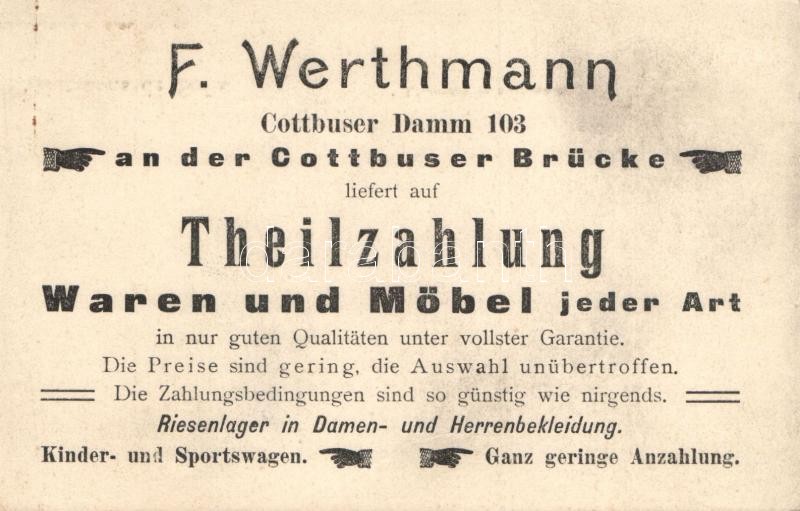 F. Werthmann
Cottbuser Damm 103
an der Cottbuser Brücke
liefert auf
Theilzahlung
Waren und Möbel jeder Art
in nur guten Qualitäten unter vollster Garantie.
Die Preise sind gering, die Auswahl unübertroffen.
Die Zahlungsbedingungen sind so günstig wie nirgends.
Riesenlager in Damen- und Herrenbekleidung.
Kinder- und Sportswagen. Ganz geringe Anzahlung.